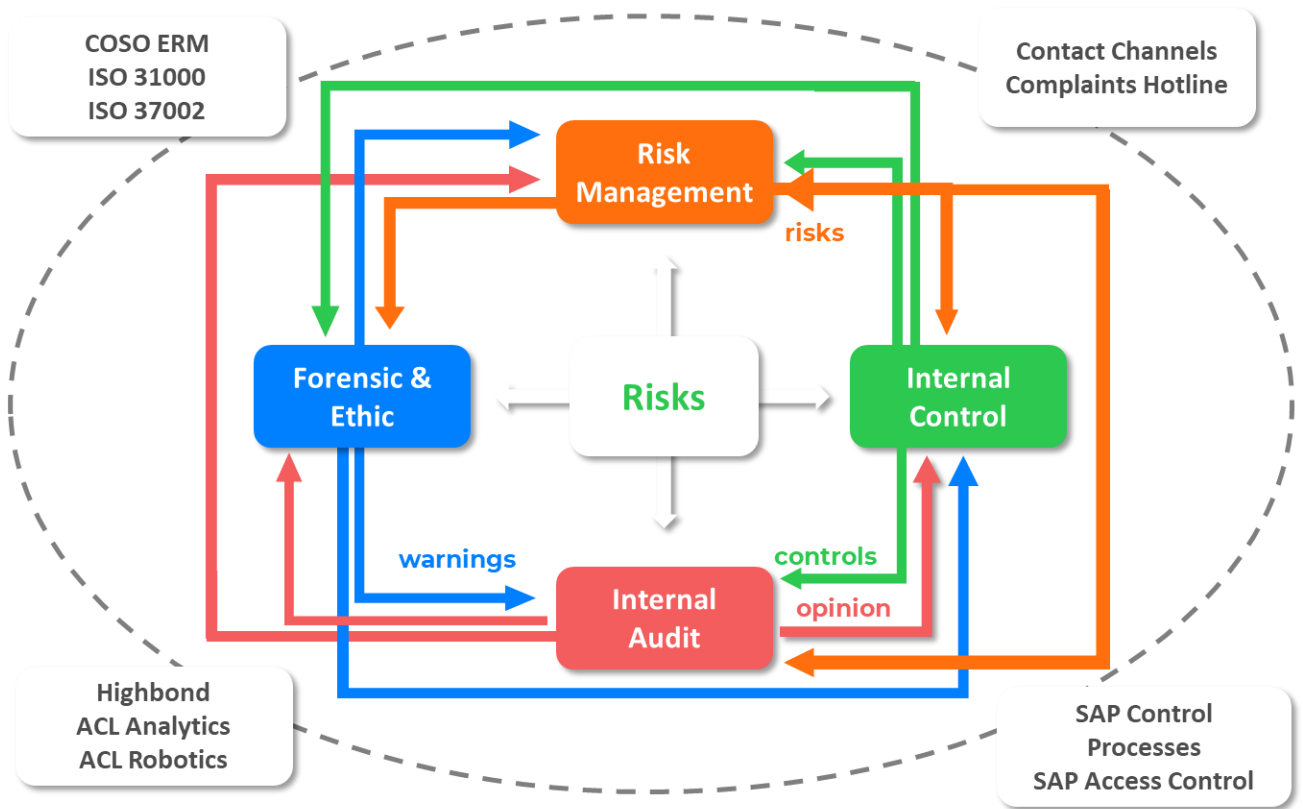 COSO ERM
ISO 31000
ISO 37002
Contact Channels
Complaints Hotline
Risk
Management
risks
Forensic &
Ethic
Risks
Internal
Control
warnings
controls
Internal
Audit
opinion
Highbond
ACL Analytics
ACL Robotics
SAP Control
Processes
SAP Access Control